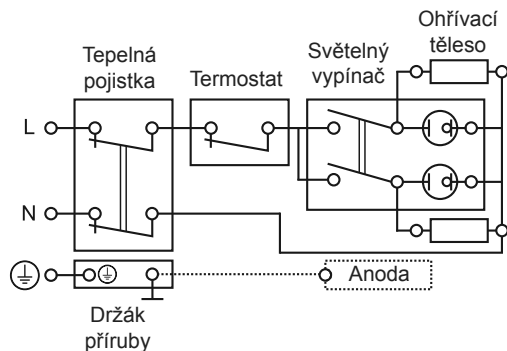 Ohřívací
těleso
Tepelná
pojistka
Termostat
Světelný
vypínač
L
N
Anoda
Držák
příruby